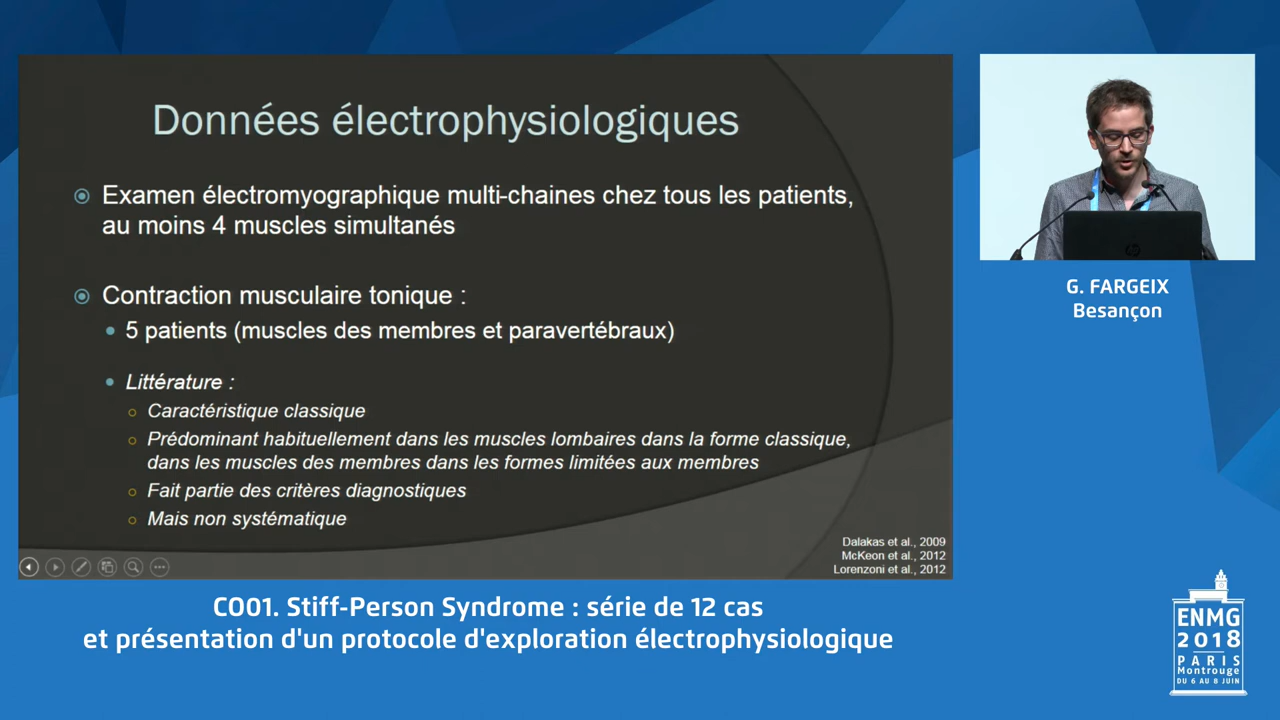 Données électrophysiologiques
Examen électromyographique multi-chaines chez tous les patients,
au moins 4 muscles simultanés
Contraction musculaire tonique :
5 patients (muscles des membres et paravertébraux)
Littérature :
Caractéristique classique
Prédominant habituellement dans les muscles lombaires dans la forme classique,
dans les muscles des membres dans les formes limitées aux membres
Fait partie des critères diagnostiques
Mais non systématique
Dalakas et al., 2009
McKeon et al., 2012
Lorenzoni et al., 2012
G. FARGEIX
Besançon
CO01. Stiff-Person Syndrome : série de 12 cas
et présentation d'un protocole d'exploration électrophysiologique
ENMG
2018
PARIS
Montrouge
DU 6 AU 8 JUIN